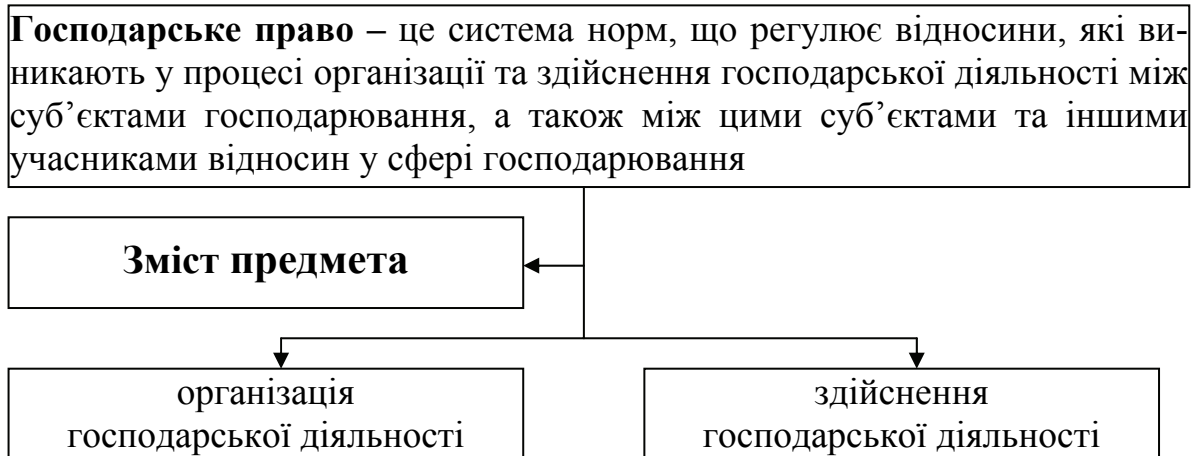 Господарське право – це система норм, що регулює відносини, які ви-
никають у процесі організації та здійснення господарської діяльності між
суб’єктами господарювання, а також між цими суб’єктами та іншими
учасниками відносин у сфері господарювання
Зміст предмета
організація
господарської діяльності
здійснення
господарської діяльності